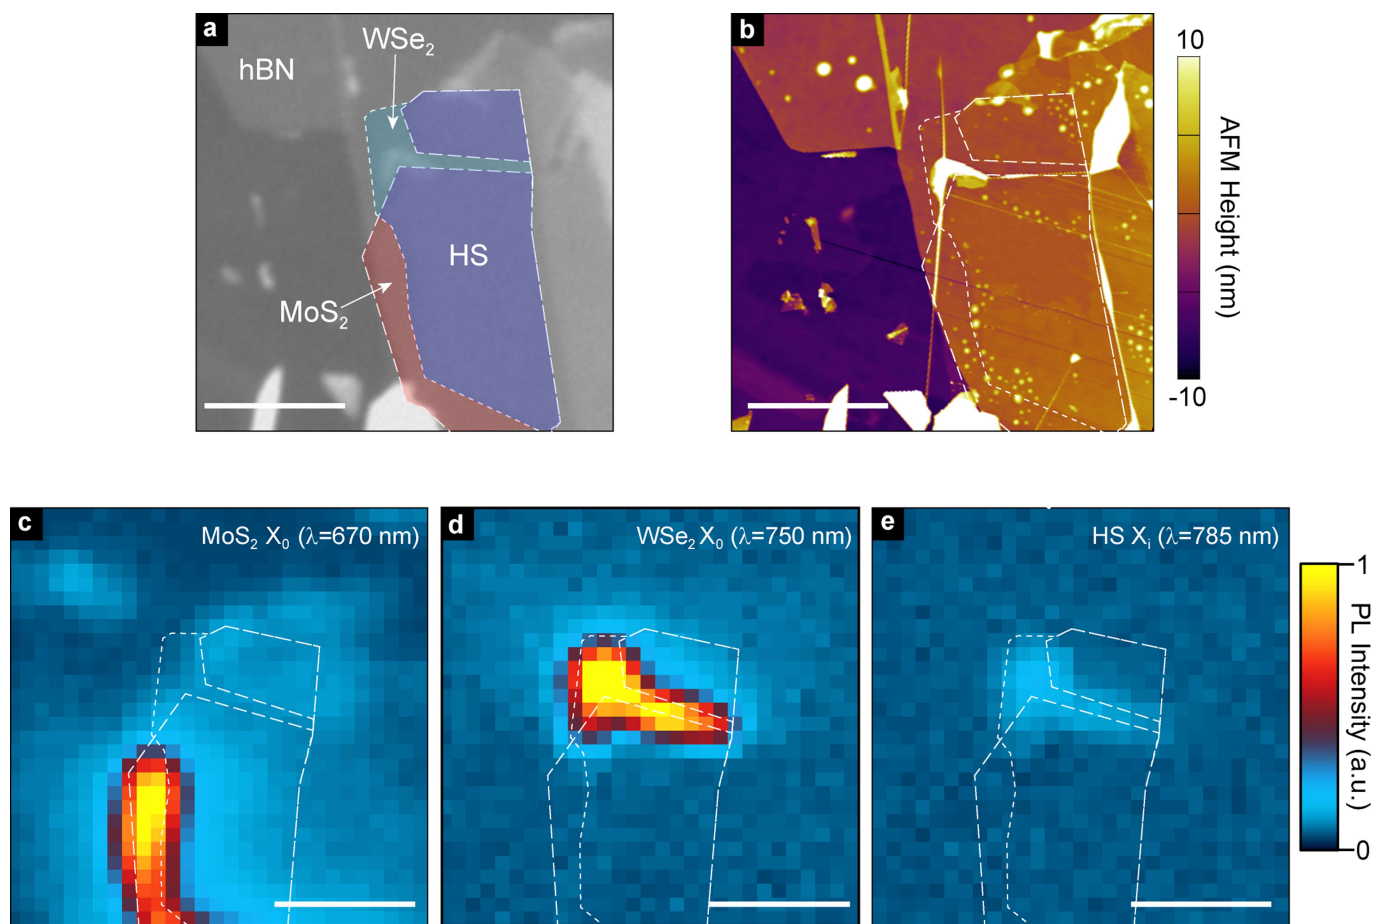 a
WSe₂
hBN
HS
MoS₂
b
10
AFM Height (nm)
-10
c
MoS₂ X₀ (λ=670 nm)
d
WSe₂ X₀ (λ=750 nm)
e
HS Xᵢ (λ=785 nm)
1
PL Intensity (a.u.)
0